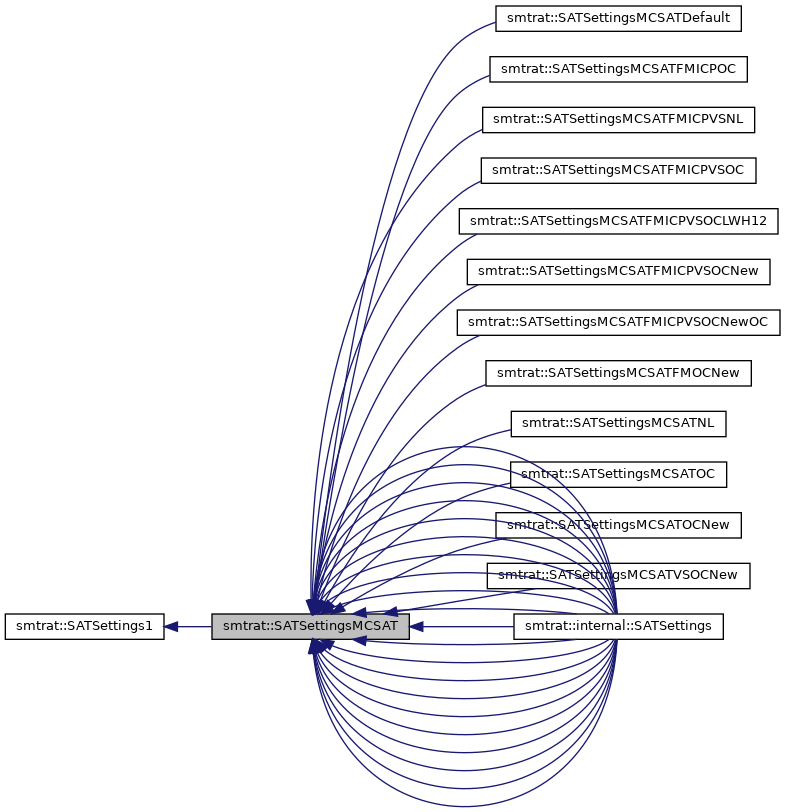 smtrat::SATSettingsMCSATDefault
smtrat::SATSettingsMCSATFMICPOC
smtrat::SATSettingsMCSATFMICPVSNL
smtrat::SATSettingsMCSATFMICPVSOC
smtrat::SATSettingsMCSATFMICPVSOCLWH12
smtrat::SATSettingsMCSATFMICPVSOCNew
smtrat::SATSettingsMCSATFMICPVSOCNewOC
smtrat::SATSettingsMCSATFMOCNew
smtrat::SATSettingsMCSATNL
smtrat::SATSettingsMCSATOC
smtrat::SATSettingsMCSATOCNew
smtrat::SATSettingsMCSATVSOCNew
smtrat::SATSettings1
smtrat::SATSettingsMCSAT
smtrat::internal::SATSettings